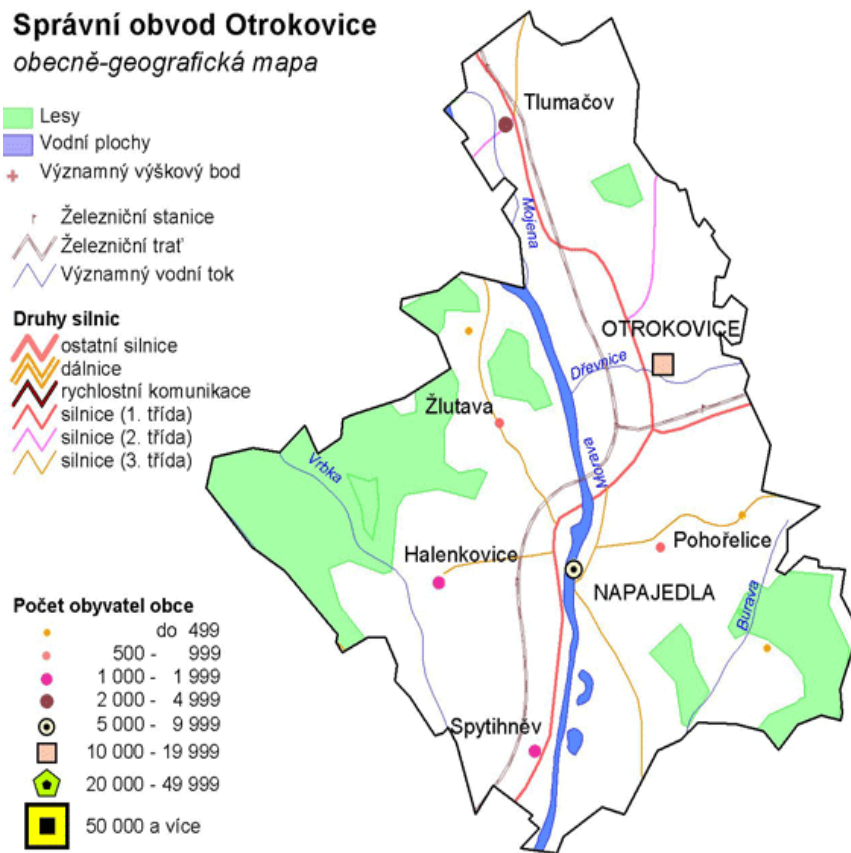 Správní obvod Otrokovice
obecně-geografická mapa
Lesy
Vodní plochy
Významný výškový bod
Železniční stanice
Železniční trať
Významný vodní tok
Druhy silnic
ostatní silnice
dálnice
rychlostní komunikace
silnice (1. třída)
silnice (2. třída)
silnice (3. třída)
Počet obyvatel obce
do 499
500 - 999
1 000 - 1 999
2 000 - 4 999
5 000 - 9 999
10 000 - 19 999
20 000 - 49 999
50 000 a více
Tlumačov
Mojena
OTROKOVICE
Dřevnice
Žlutava
Morava
Vrbka
Halenkovice
Pohořelice
NAPAJEDLA
Burava
Spytihněv